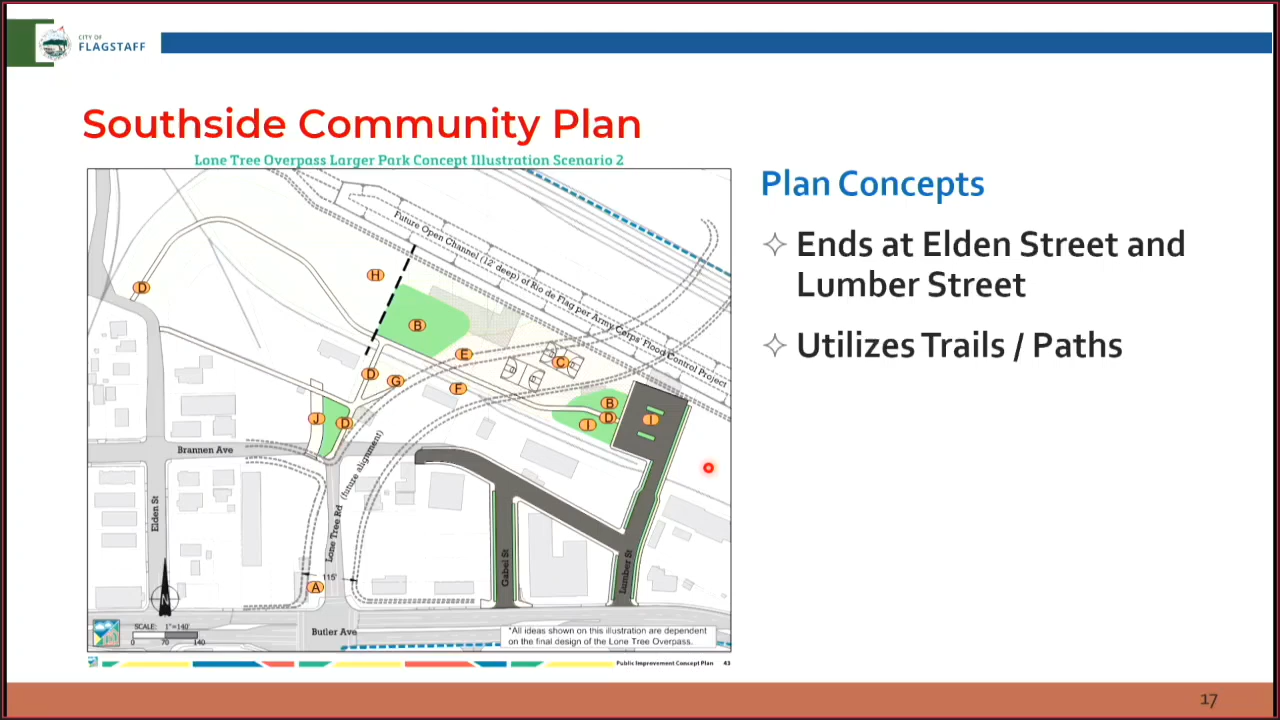 CITY OF
FLAGSTAFF
Southside Community Plan
Lone Tree Overpass Larger Park Concept Illustration Scenario 2
Plan Concepts
Ends at Elden Street and
Lumber Street
Utilizes Trails / Paths
Future Open Channel (12' deep) of Rio de Flag per Army Corps' Flood Control Project
H
D
B
E
C
D
G
F
B
D
I
I
J
D
Brannen Ave
Elden St
Lone Tree Rd (future alignment)
Gabel St
Lumber St
115'
A
N
Butler Ave
SCALE: 1"=140'
0 70 140
*All ideas shown on this illustration are dependent
on the final design of the Lone Tree Overpass.
Public Improvement Concept Plan 43
17